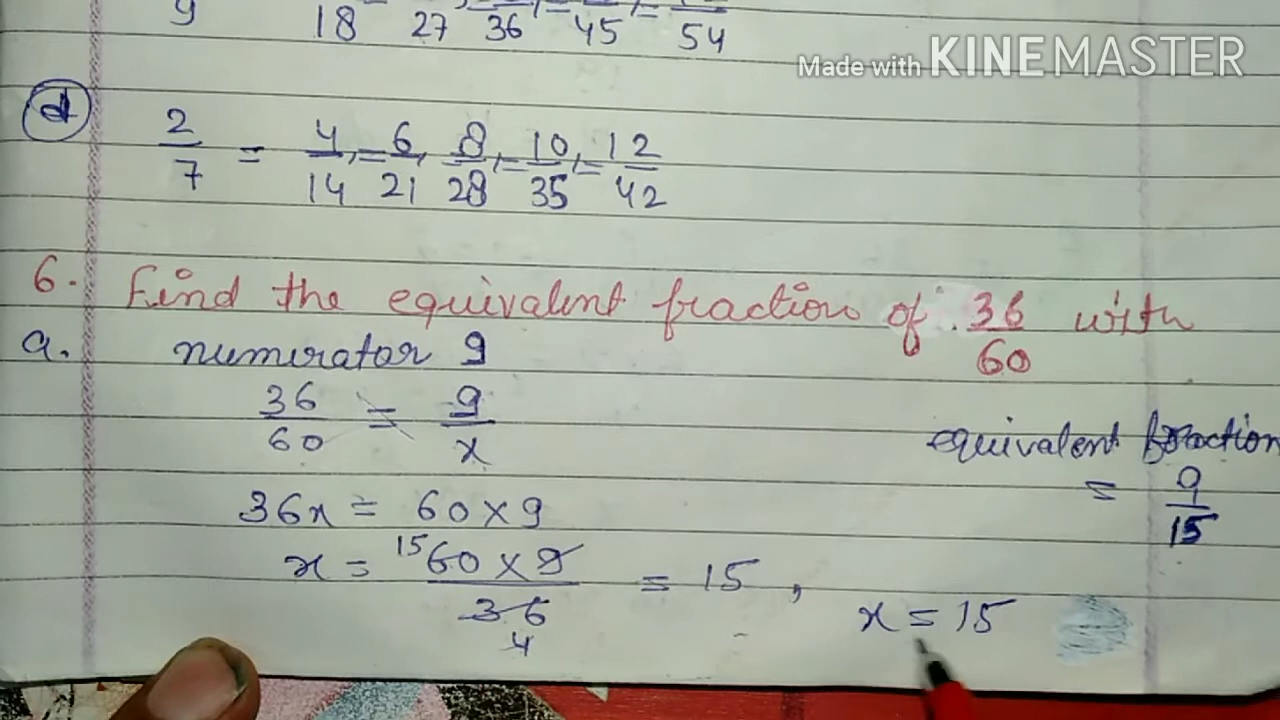 9 18 27 36 45 54
Made with KINEMASTER
d 2/7 = 4/14, = 6/21, = 8/28, = 10/35, = 12/42
6. Find the equivalent fraction of 36/60 with
a. numirator 9
36/60 = 9/x
equivalent fraction
= 9/15
36x = 60 × 9
x = 15 60 × 9 / 36 4 = 15 , x = 15